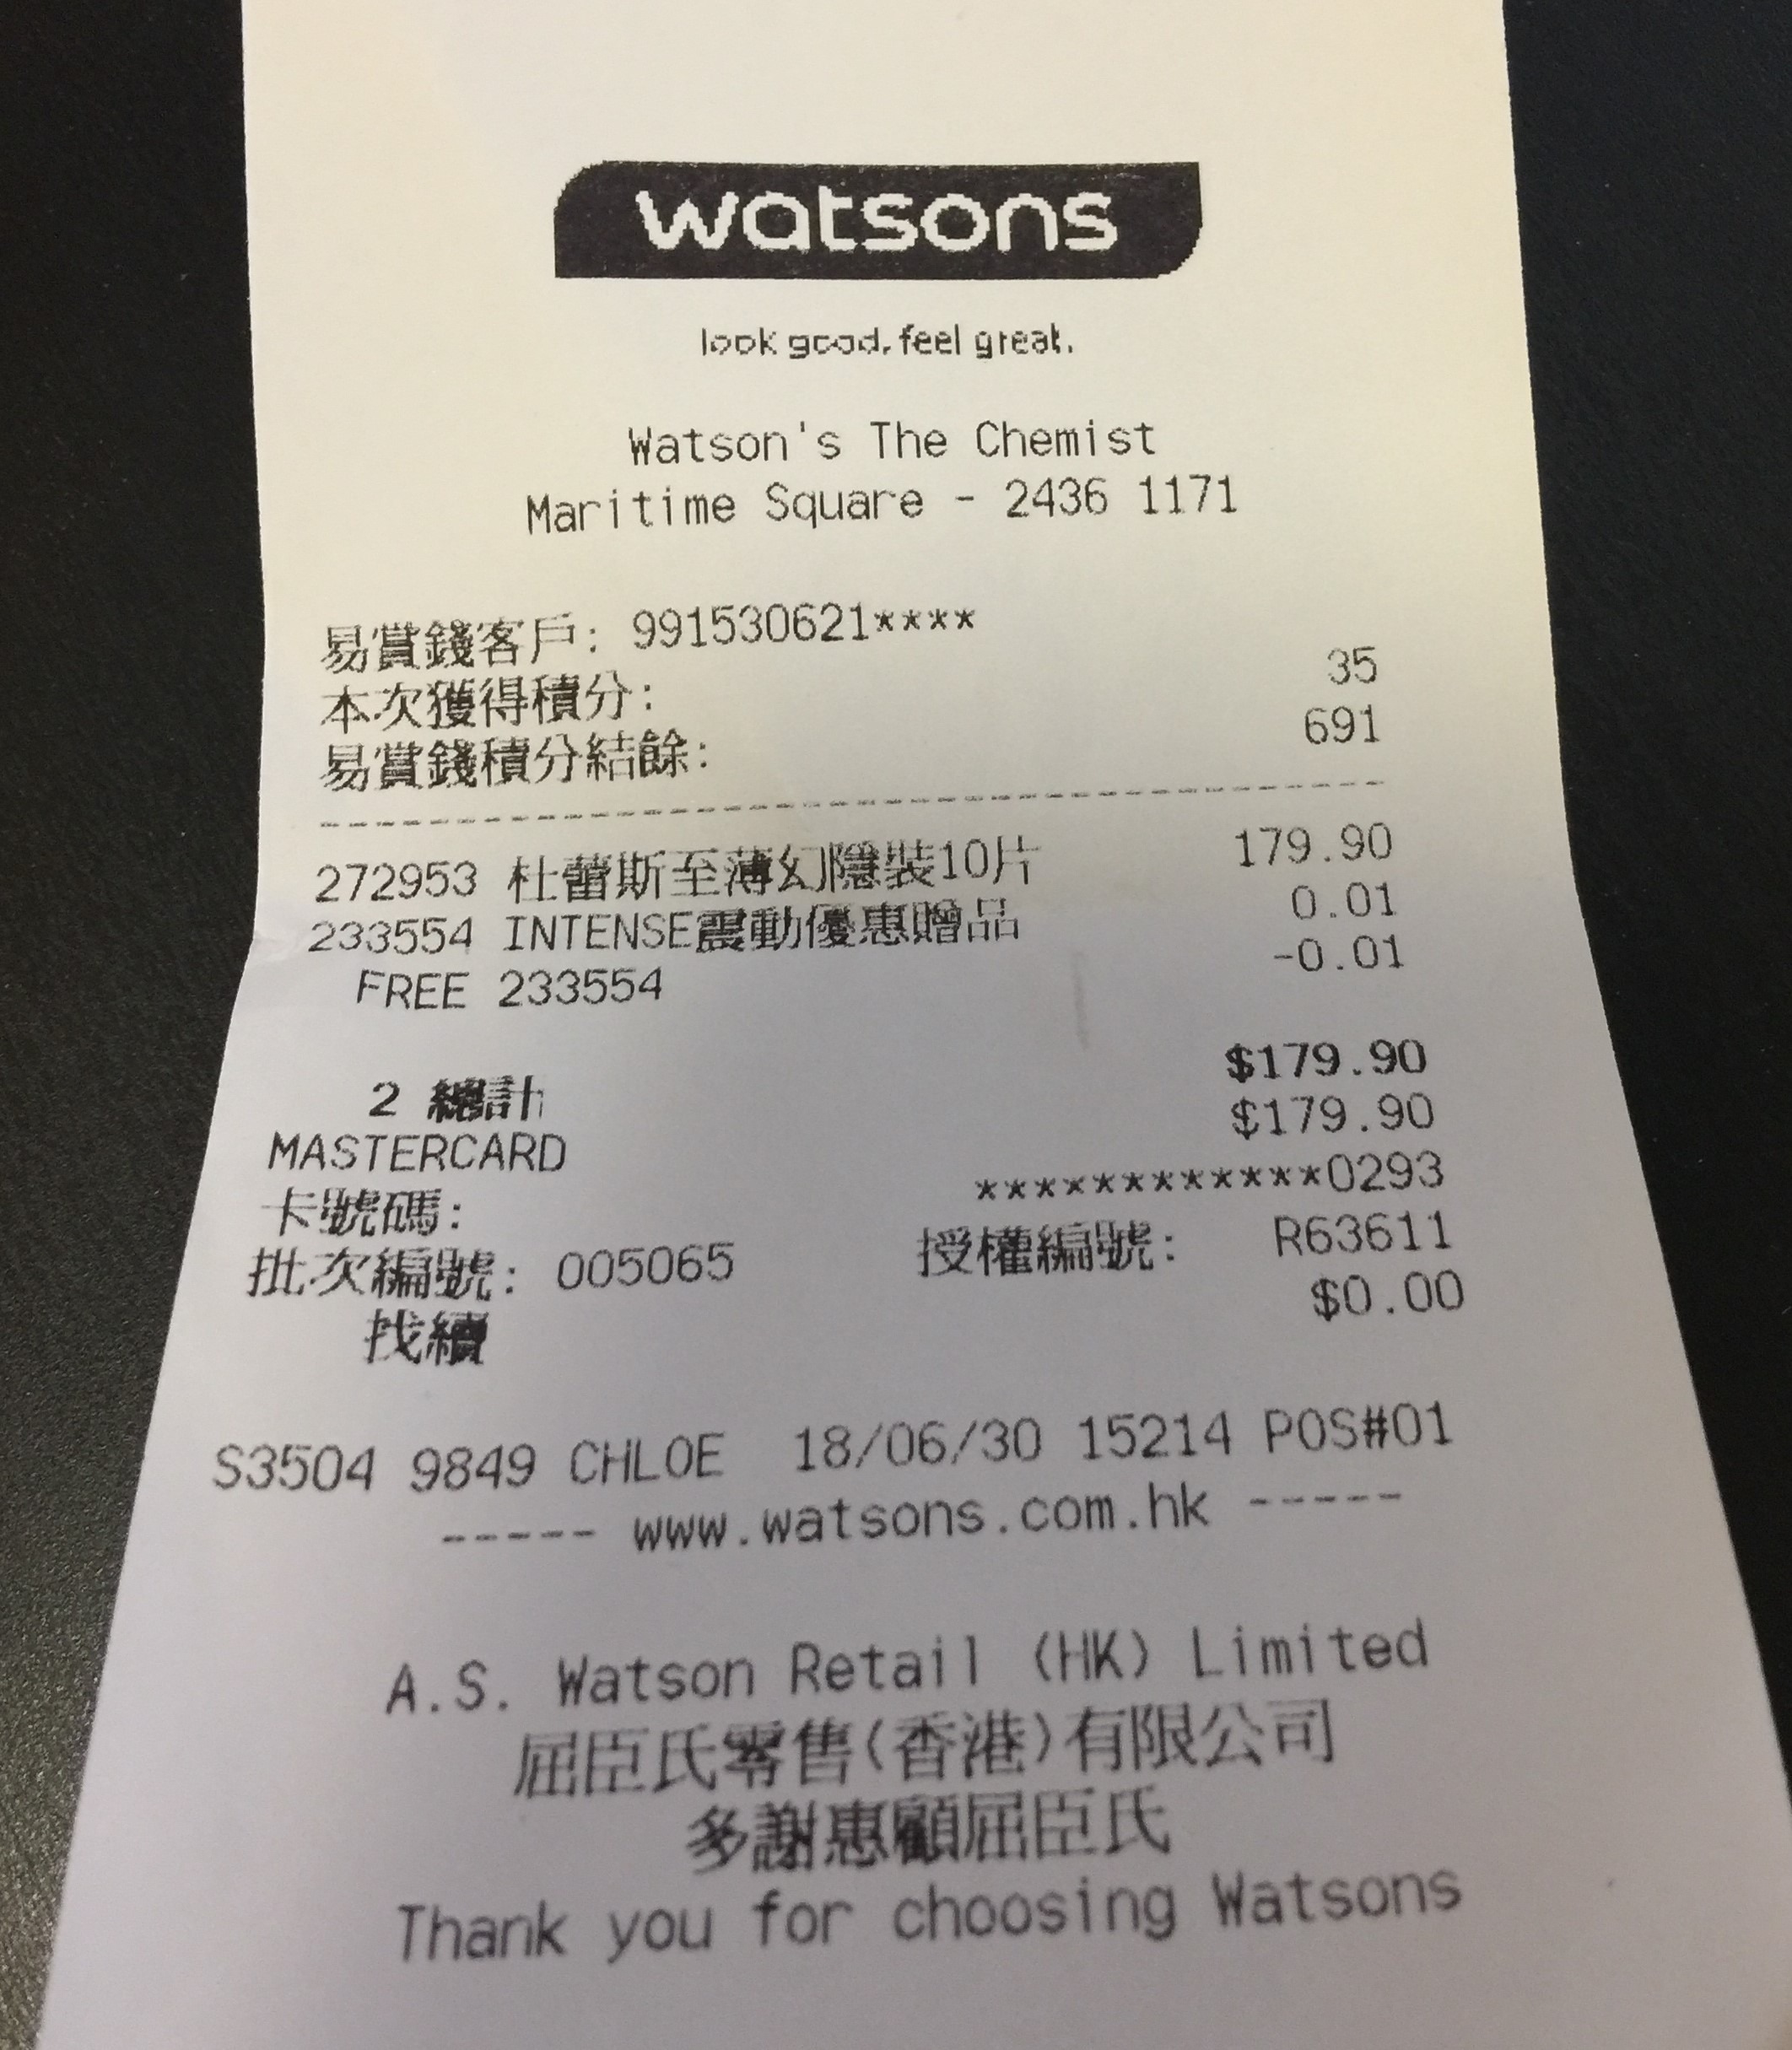 watsons
look good, feel great.
Watson's The Chemist
Maritime Square - 2436 1171
易賞錢客戶: 991530621****
本次獲得積分: 35
易賞錢積分結餘: 691
272953 杜蕾斯至薄幻隱裝10片 179.90
233554 INTENSE震動優惠贈品 0.01
FREE 233554 -0.01
2 總計 $179.90
MASTERCARD $179.90
卡號碼: ************0293
批次編號: 005065 授權編號: R63611
找續 $0.00
S3504 9849 CHLOE 18/06/30 15214 POS#01
----- www.watsons.com.hk -----
A.S. Watson Retail (HK) Limited
屈臣氏零售(香港)有限公司
多謝惠顧屈臣氏
Thank you for choosing Watsons